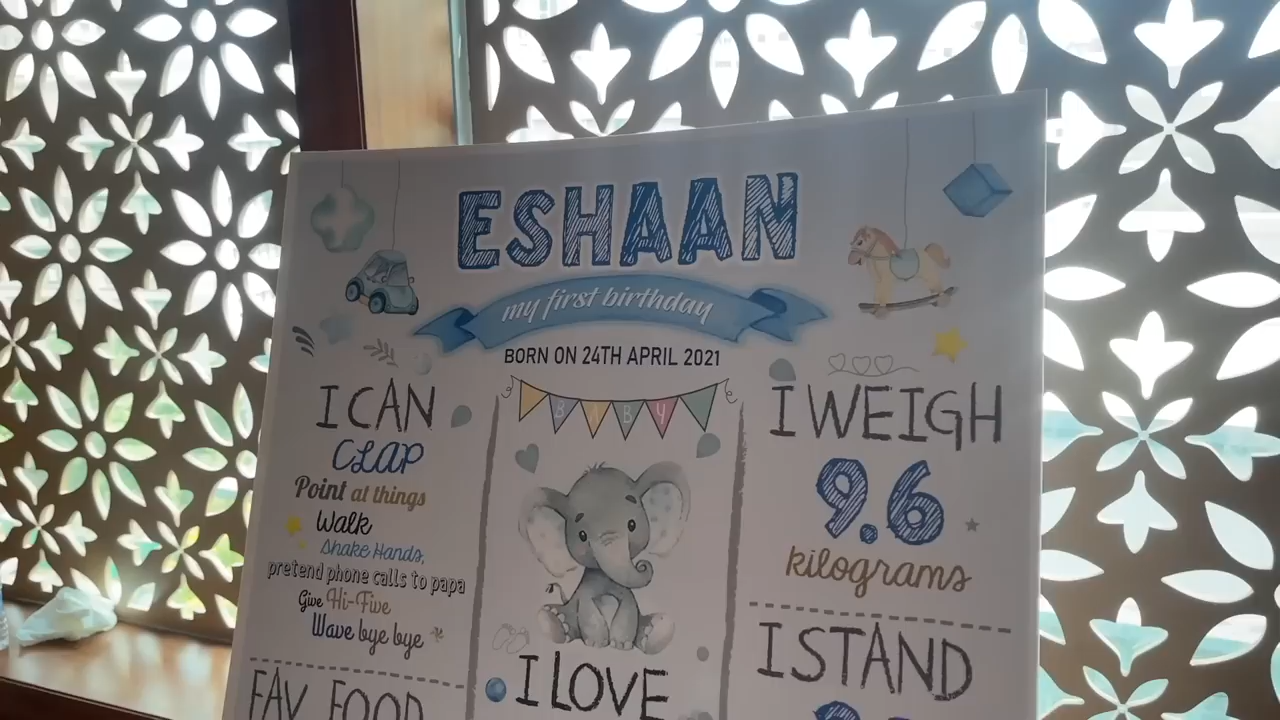 ESHAAN
my first birthday
BORN ON 24TH APRIL 2021
I CAN
CLAP
Point at things
Walk
Shake Hands,
pretend phone calls to papa
Give Hi-Five
Wave bye bye
FAV FOOD
BABY
I LOVE
I WEIGH
9.6
kilograms
I STAND